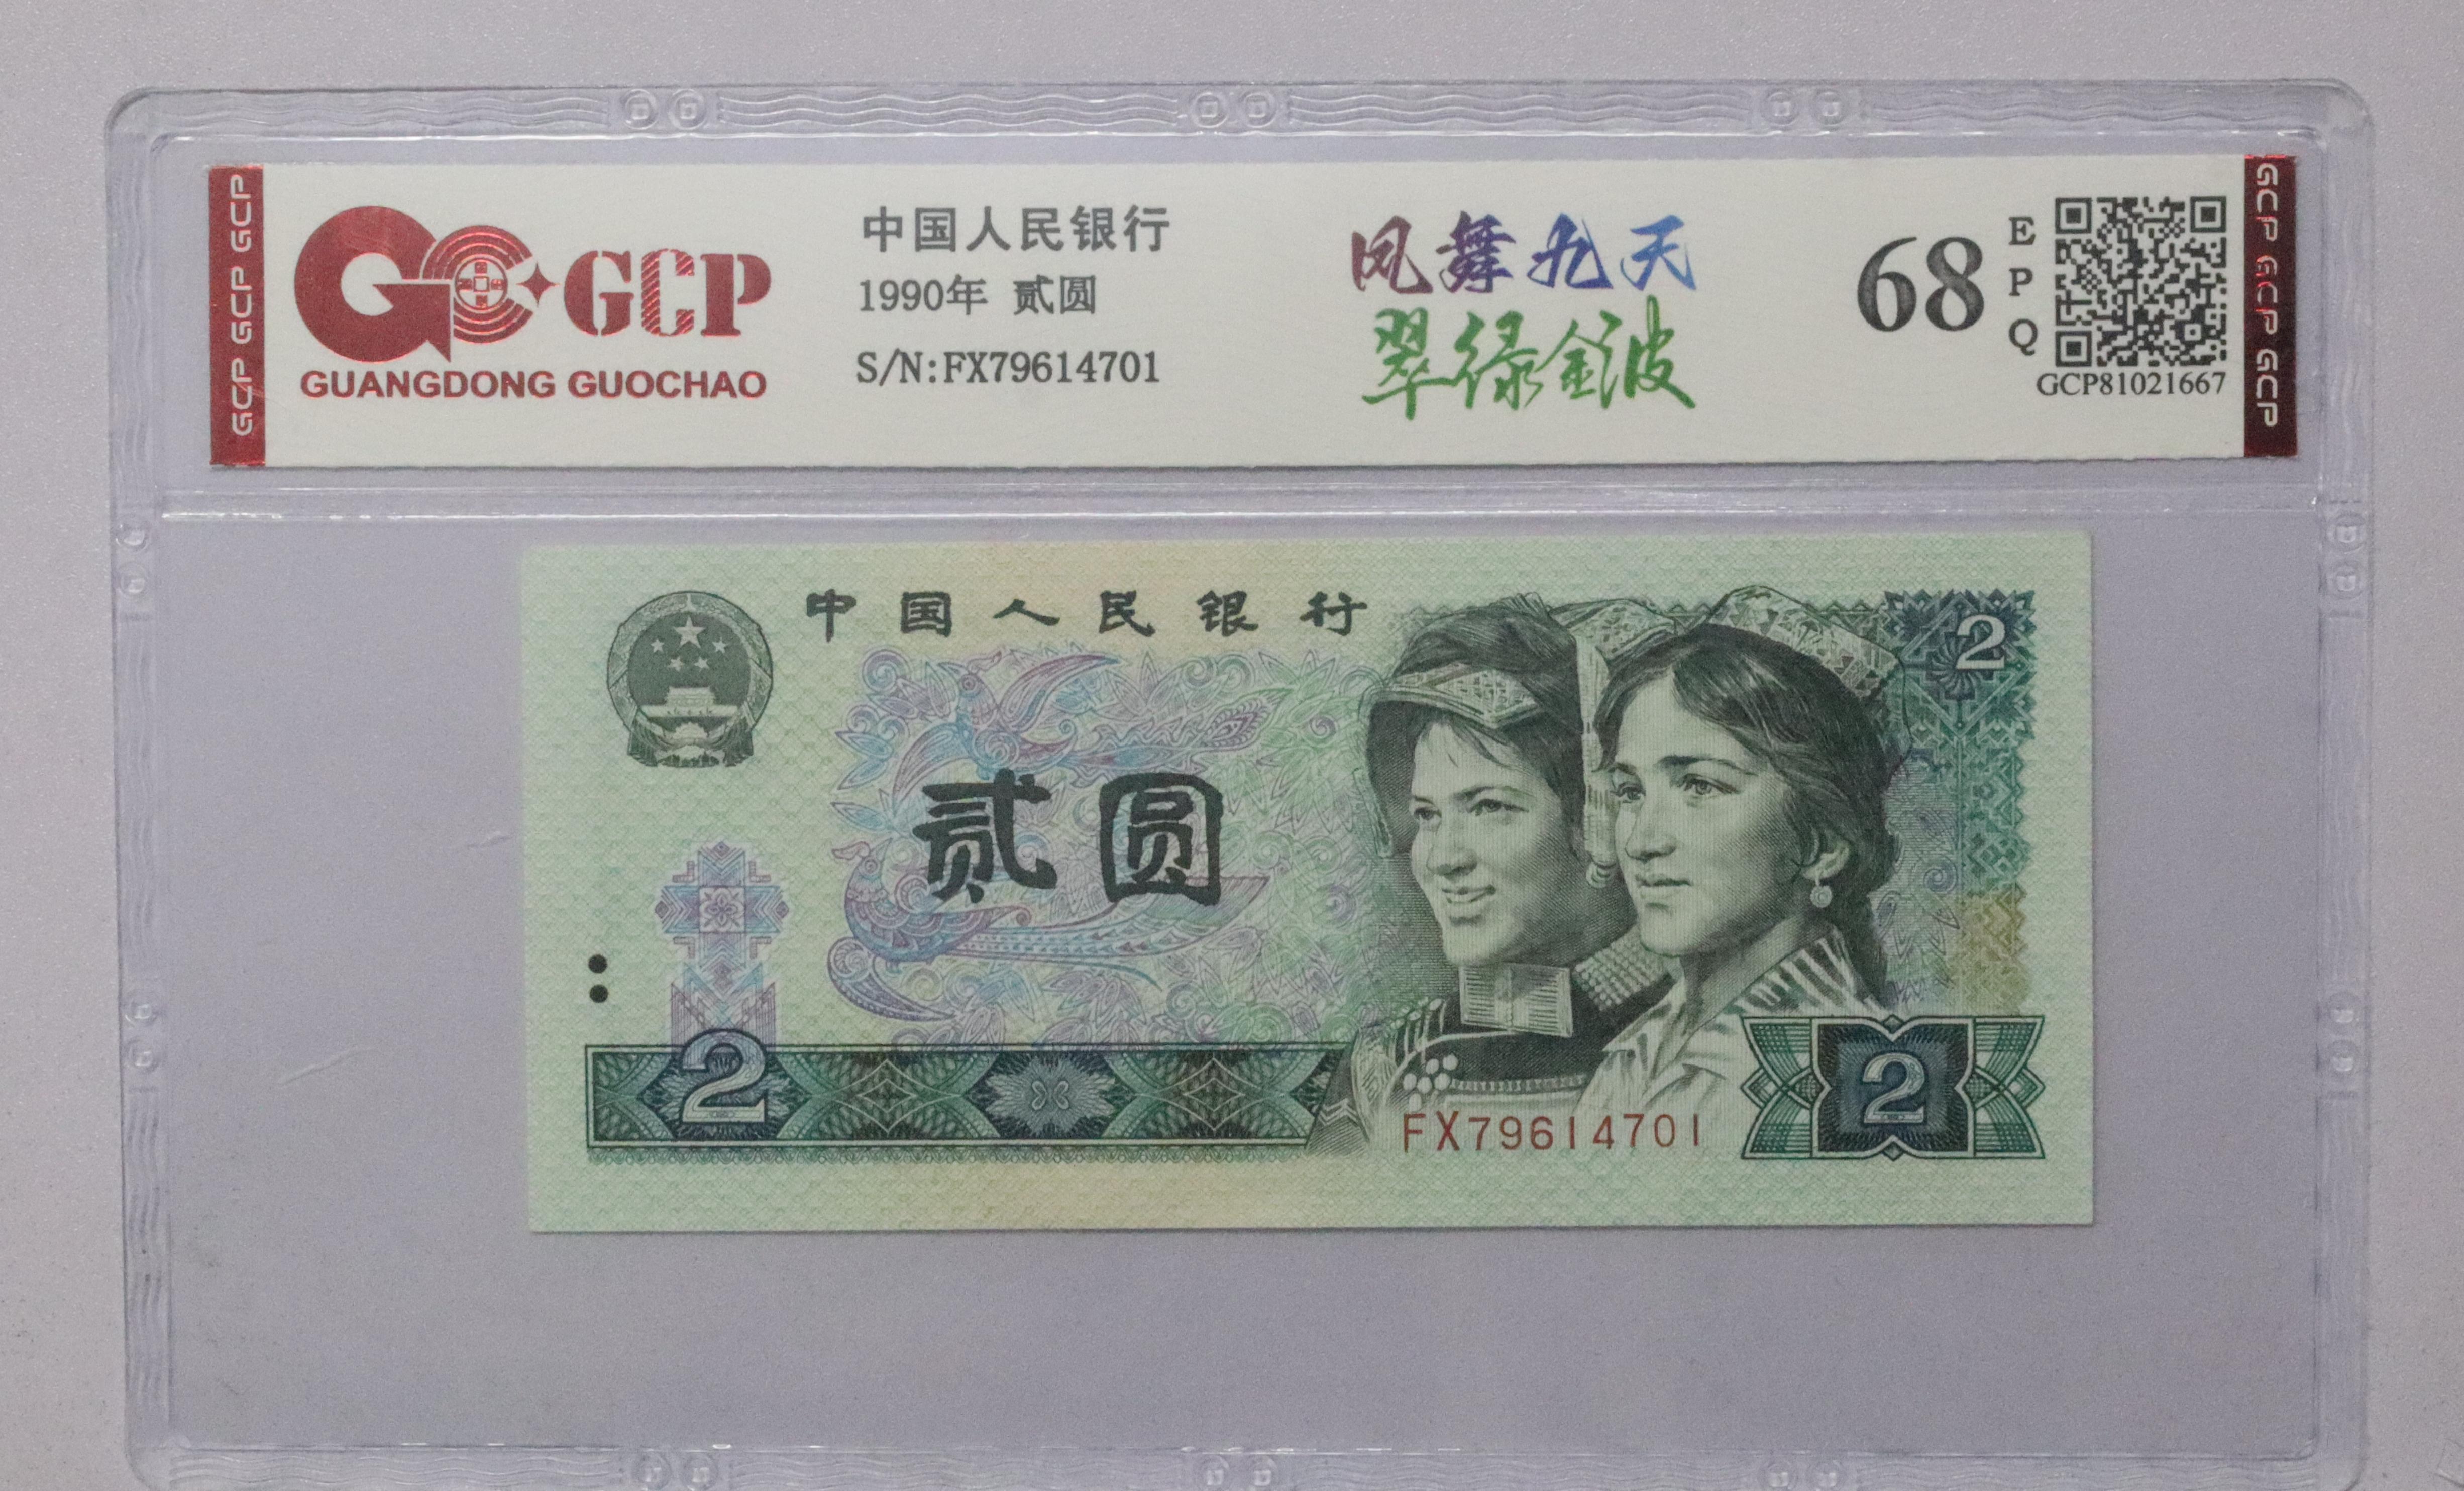 GCP GCP GCP
GCP
GUANGDONG GUOCHAO
中国人民银行
1990年 贰圆
S/N:FX79614701
凤舞九天
翠绿金波
68
EPQ
GCP81021667
GCP GCP GCP
中国人民银行
2
贰圆
2
FX79614701
2